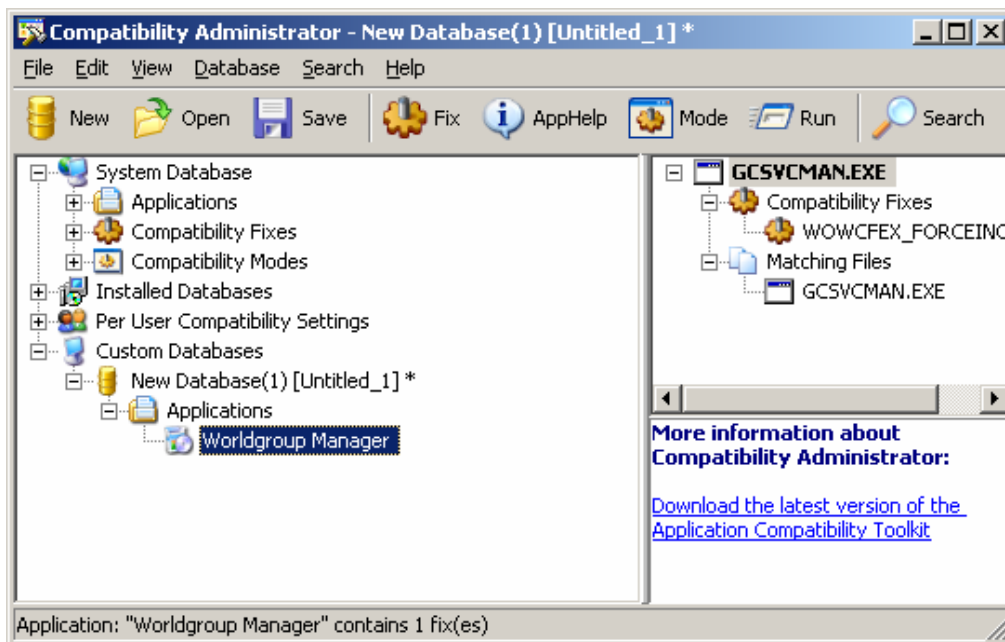 Compatibility Administrator - New Database(1) [Untitled_1] *
File Edit View Database Search Help
New Open Save Fix AppHelp Mode Run Search
System Database
Applications
Compatibility Fixes
Compatibility Modes
Installed Databases
Per User Compatibility Settings
Custom Databases
New Database(1) [Untitled_1] *
Applications
Worldgroup Manager
GCSVCMAN.EXE
Compatibility Fixes
WOWCFEX_FORCEINC
Matching Files
GCSVCMAN.EXE
More information about
Compatibility Administrator:
Download the latest version of the
Application Compatibility Toolkit
Application: "Worldgroup Manager" contains 1 fix(es)